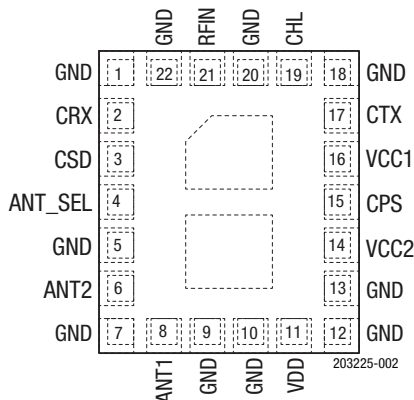 GND RFIN GND CHL
GND 1 22 21 20 19 18 GND
CRX 2 17 CTX
CSD 3 16 VCC1
ANT_SEL 4 15 CPS
GND 5 14 VCC2
ANT2 6 13 GND
GND 7 8 9 10 11 12 GND
ANT1 GND GND VDD
203225-002